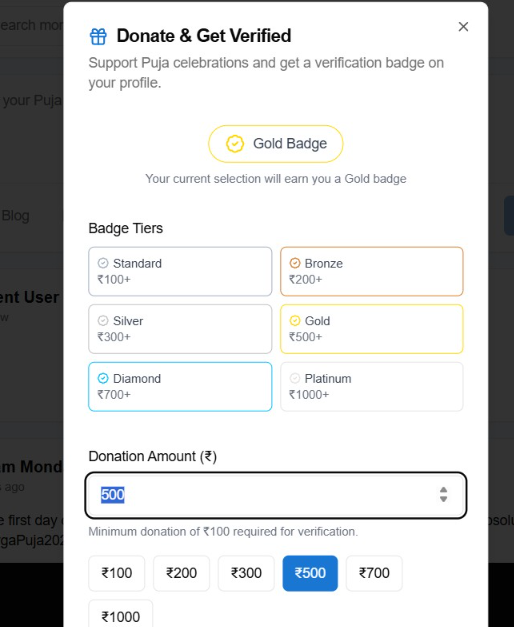 earch mor
Donate & Get Verified
Support Puja celebrations and get a verification badge on
your profile.
your Puja
Gold Badge
Your current selection will earn you a Gold badge
Blog
Badge Tiers
Standard
₹100+
Bronze
₹200+
ent User
w
Silver
₹300+
Gold
₹500+
Diamond
₹700+
Platinum
₹1000+
Donation Amount (₹)
am Mond
s ago
500
e first day
Minimum donation of ₹100 required for verification.
rgaPuja202
₹100
₹200
₹300
₹500
₹700
₹1000